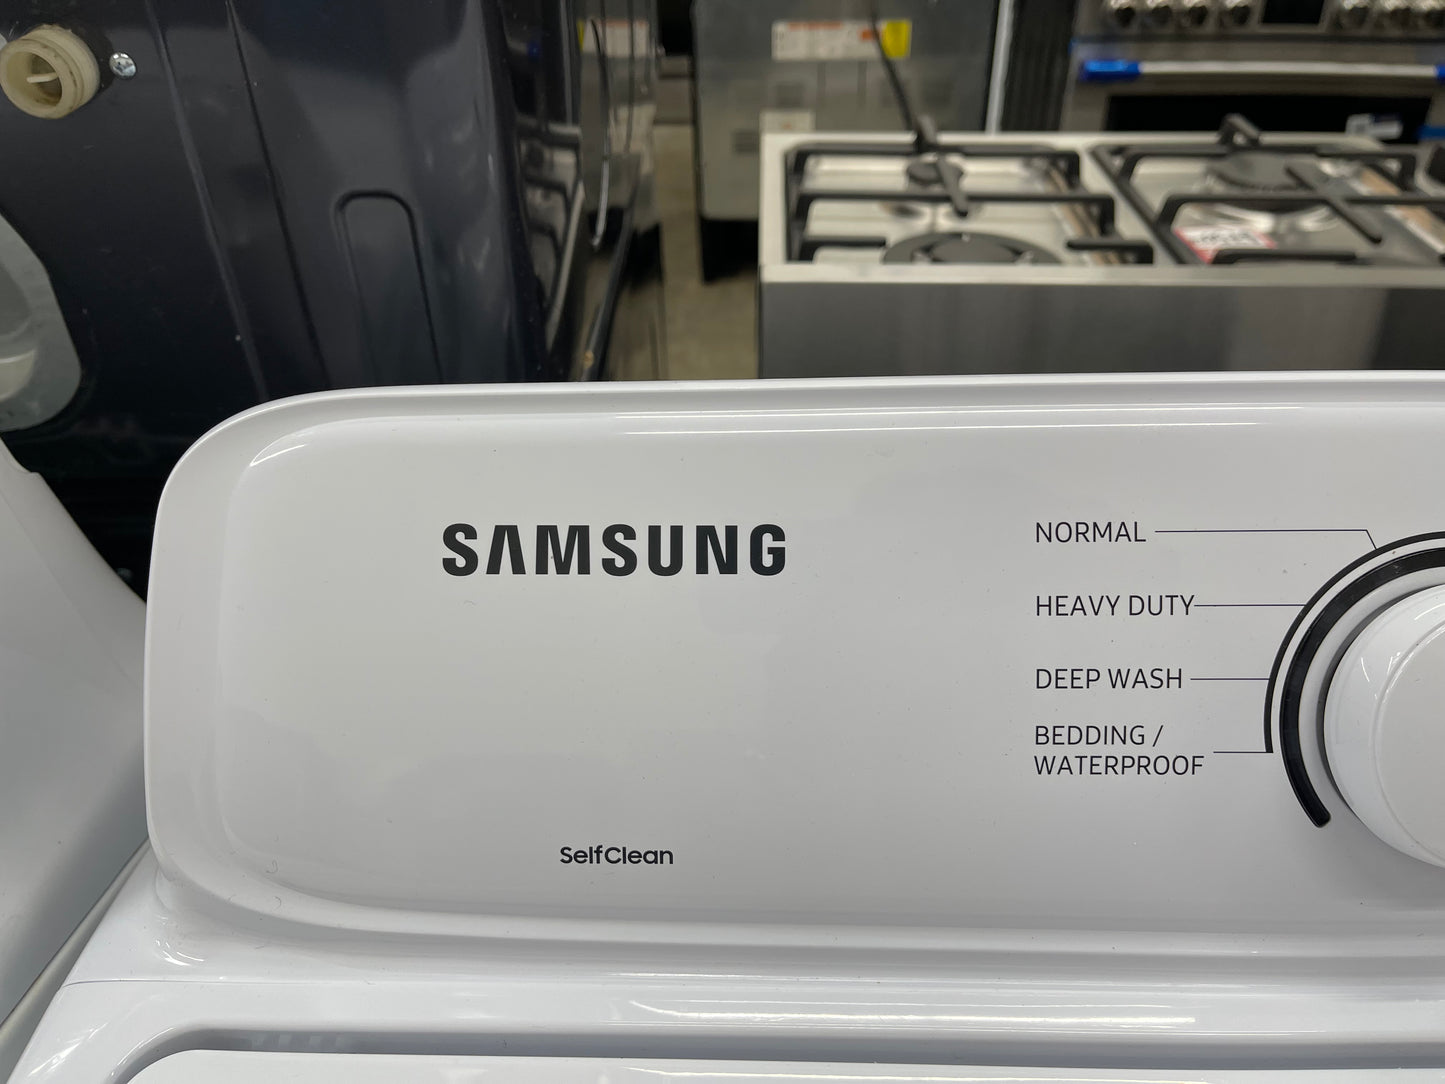 SAMSUNG
NORMAL
HEAVY DUTY
DEEP WASH
BEDDING /
WATERPROOF
SelfClean